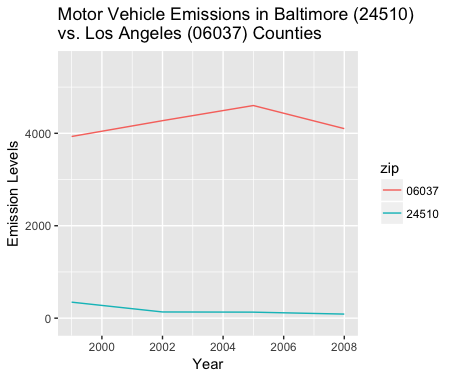 Motor Vehicle Emissions in Baltimore (24510)
vs. Los Angeles (06037) Counties
Emission Levels
4000
2000
0
2000
2002
2004
2006
2008
Year
zip
06037
24510